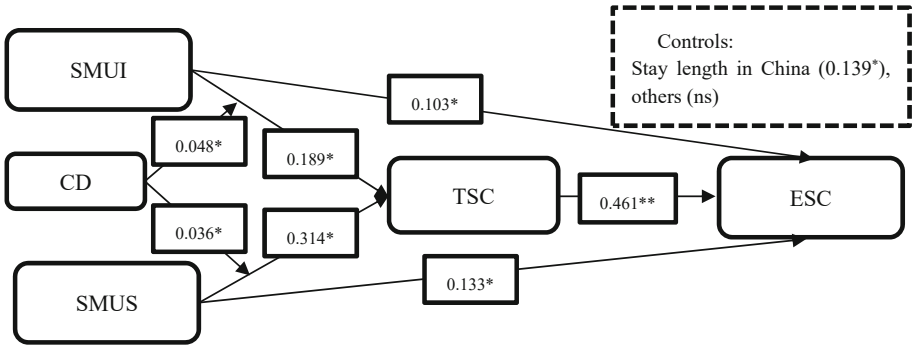 Controls:
Stay length in China (0.139*),
others (ns)
SMUI
0.103*
0.048*
0.189*
CD
TSC
0.461**
ESC
0.036*
0.314*
0.133*
SMUS